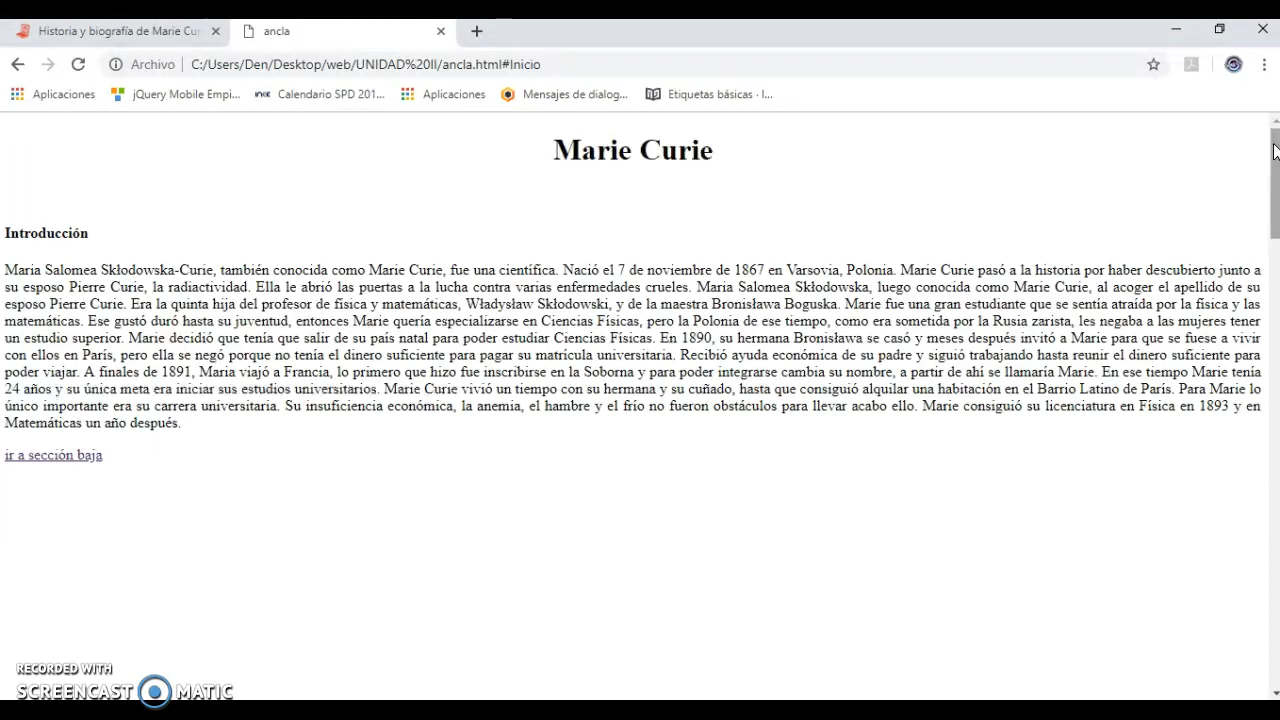 Historia y biografía de Marie Cu
ancla
Archivo C:/Users/Den/Desktop/web/UNIDAD%20II/ancla.html#Inicio
Aplicaciones jQuery Mobile Empi... Calendario SPD 201... Aplicaciones Mensajes de dialog... Etiquetas básicas · l...
Marie Curie
Introducción
Maria Salomea Skłodowska-Curie, también conocida como Marie Curie, fue una científica. Nació el 7 de noviembre de 1867 en Varsovia, Polonia. Marie Curie pasó a la historia por haber descubierto junto a
su esposo Pierre Curie, la radiactividad. Ella le abrió las puertas a la lucha contra varias enfermedades crueles. Maria Salomea Skłodowska, luego conocida como Marie Curie, al acoger el apellido de su
esposo Pierre Curie. Era la quinta hija del profesor de física y matemáticas, Władysław Skłodowski, y de la maestra Bronisława Boguska. Marie fue una gran estudiante que se sentía atraída por la física y las
matemáticas. Ese gustó duró hasta su juventud, entonces Marie quería especializarse en Ciencias Físicas, pero la Polonia de ese tiempo, como era sometida por la Rusia zarista, les negaba a las mujeres tener
un estudio superior. Marie decidió que tenía que salir de su país natal para poder estudiar Ciencias Físicas. En 1890, su hermana Bronisława se casó y meses después invitó a Marie para que se fuese a vivir
con ellos en París, pero ella se negó porque no tenía el dinero suficiente para pagar su matrícula universitaria. Recibió ayuda económica de su padre y siguió trabajando hasta reunir el dinero suficiente para
poder viajar. A finales de 1891, Maria viajó a Francia, lo primero que hizo fue inscribirse en la Soborna y para poder integrarse cambia su nombre, a partir de ahí se llamaría Marie. En ese tiempo Marie tenía
24 años y su única meta era iniciar sus estudios universitarios. Marie Curie vivió un tiempo con su hermana y su cuñado, hasta que consiguió alquilar una habitación en el Barrio Latino de París. Para Marie lo
único importante era su carrera universitaria. Su insuficiencia económica, la anemia, el hambre y el frío no fueron obstáculos para llevar acabo ello. Marie consiguió su licenciatura en Física en 1893 y en
Matemáticas un año después.
ir a sección baja
RECORDED WITH
SCREENCAST MATIC